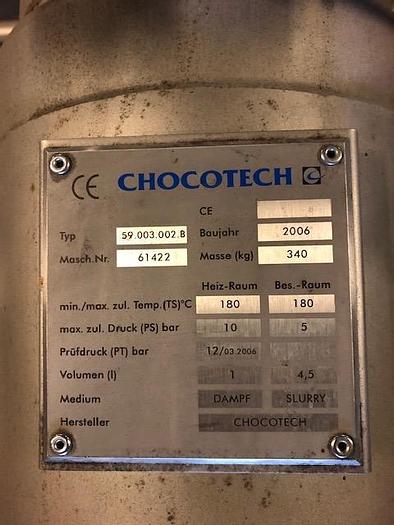 CE CHOCOTECH
CE
Typ 59.003.002.B Baujahr 2006
Masch.Nr. 61422 Masse (kg) 340
Heiz-Raum Bes.-Raum
min./max. zul. Temp.(TS)°C 180 180
max. zul. Druck (PS) bar 10 5
Prüfdruck (PT) bar 12/03.2006
Volumen (l) 1 4,5
Medium DAMPF SLURRY
Hersteller CHOCOTECH